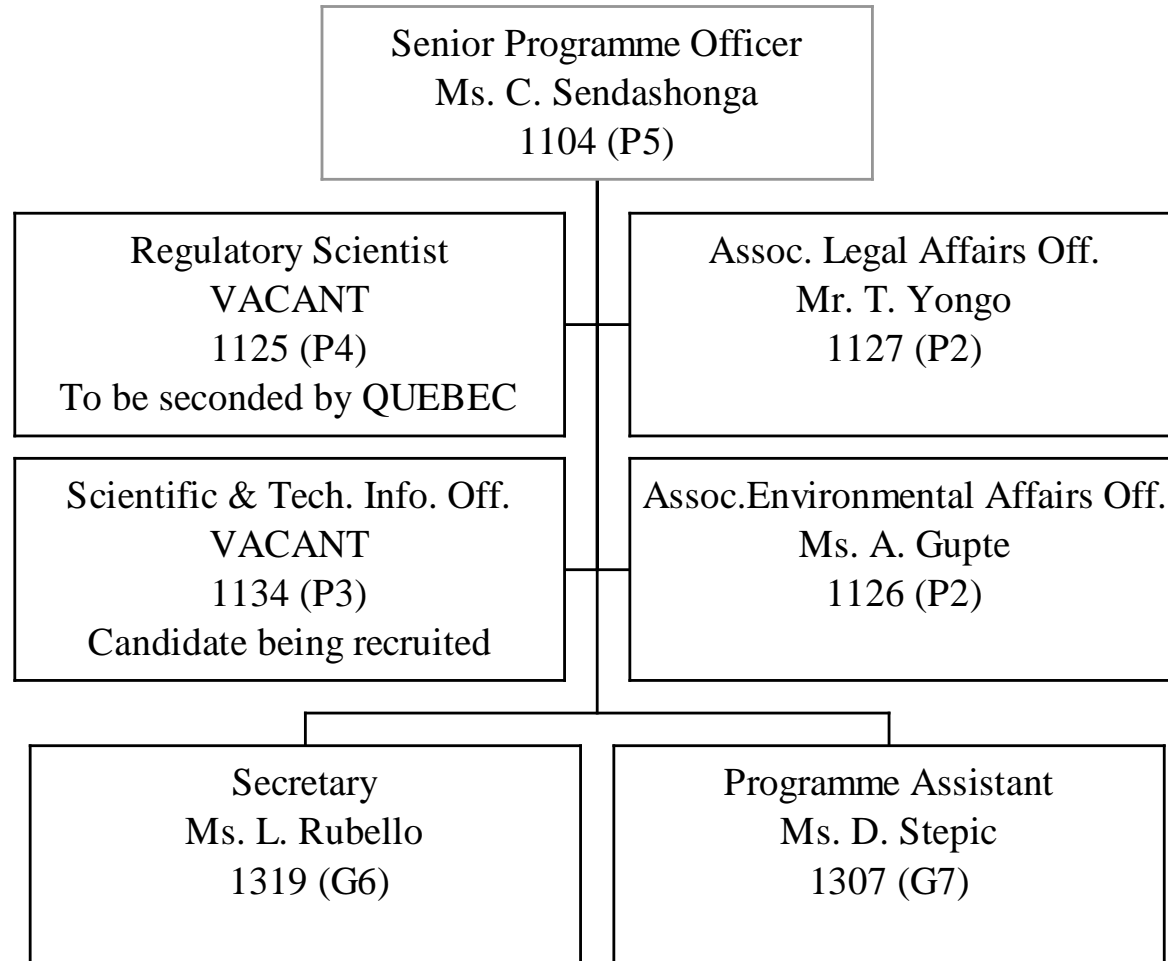 Senior Programme Officer
Ms. C. Sendashonga
1104 (P5)
Regulatory Scientist
VACANT
1125 (P4)
To be seconded by QUEBEC
Assoc. Legal Affairs Off.
Mr. T. Yongo
1127 (P2)
Scientific & Tech. Info. Off.
VACANT
1134 (P3)
Candidate being recruited
Assoc.Environmental Affairs Off.
Ms. A. Gupte
1126 (P2)
Secretary
Ms. L. Rubello
1319 (G6)
Programme Assistant
Ms. D. Stepic
1307 (G7)